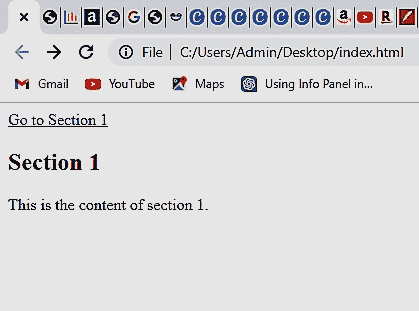 File C:/Users/Admin/Desktop/index.html
Gmail YouTube Maps Using Info Panel in...
Go to Section 1
Section 1
This is the content of section 1.